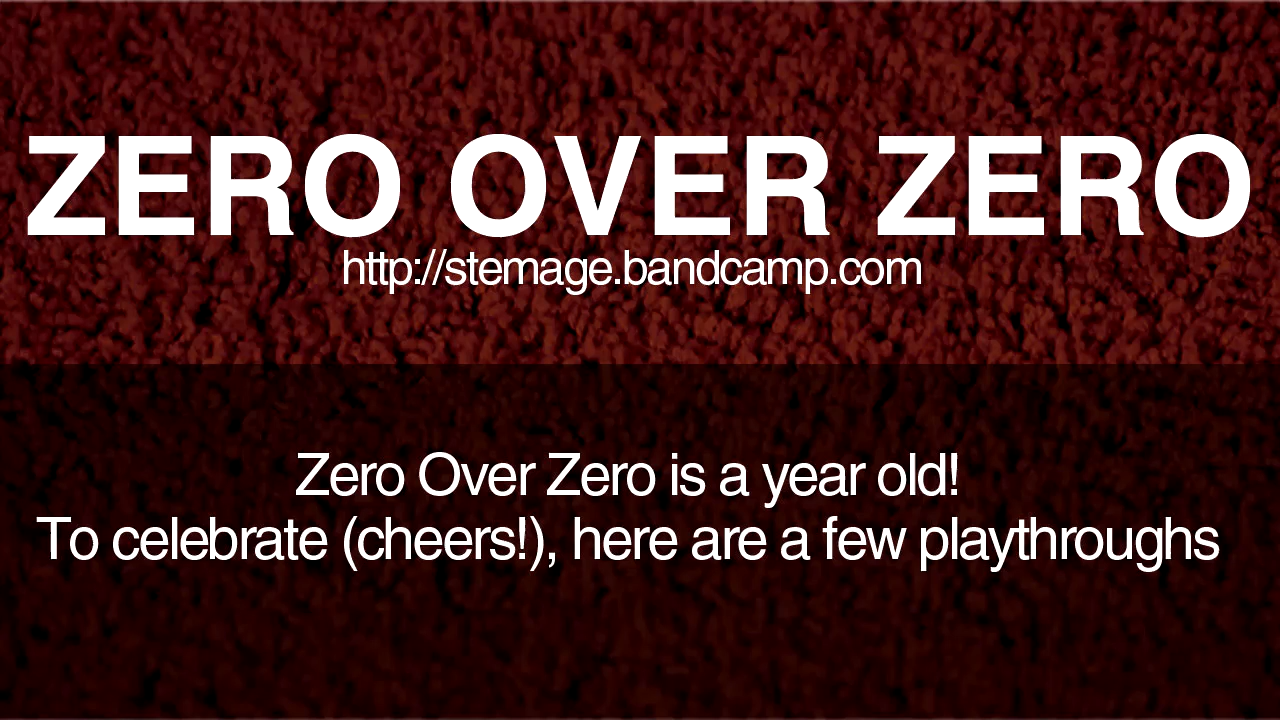 ZERO OVER ZERO
http://stemage.bandcamp.com
Zero Over Zero is a year old!
To celebrate (cheers!), here are a few playthroughs